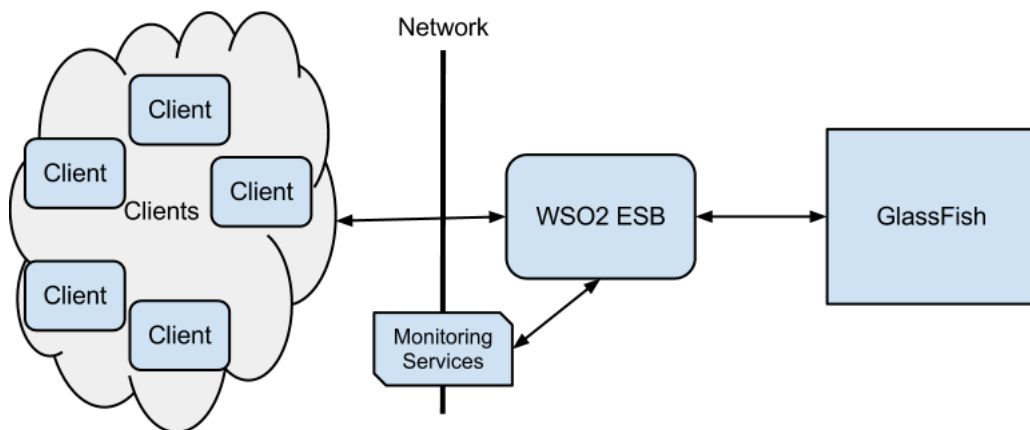 Network
Client
Client
Client
Clients
Client
Client
WSO2 ESB
GlassFish
Monitoring
Services